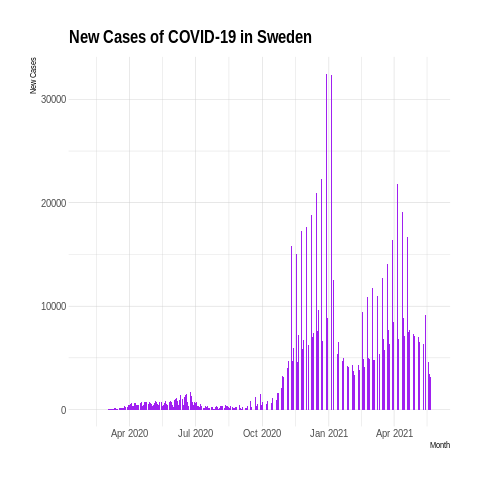 New Cases of COVID-19 in Sweden
New Cases
30000
20000
10000
0
Apr 2020 Jul 2020 Oct 2020 Jan 2021 Apr 2021
Month